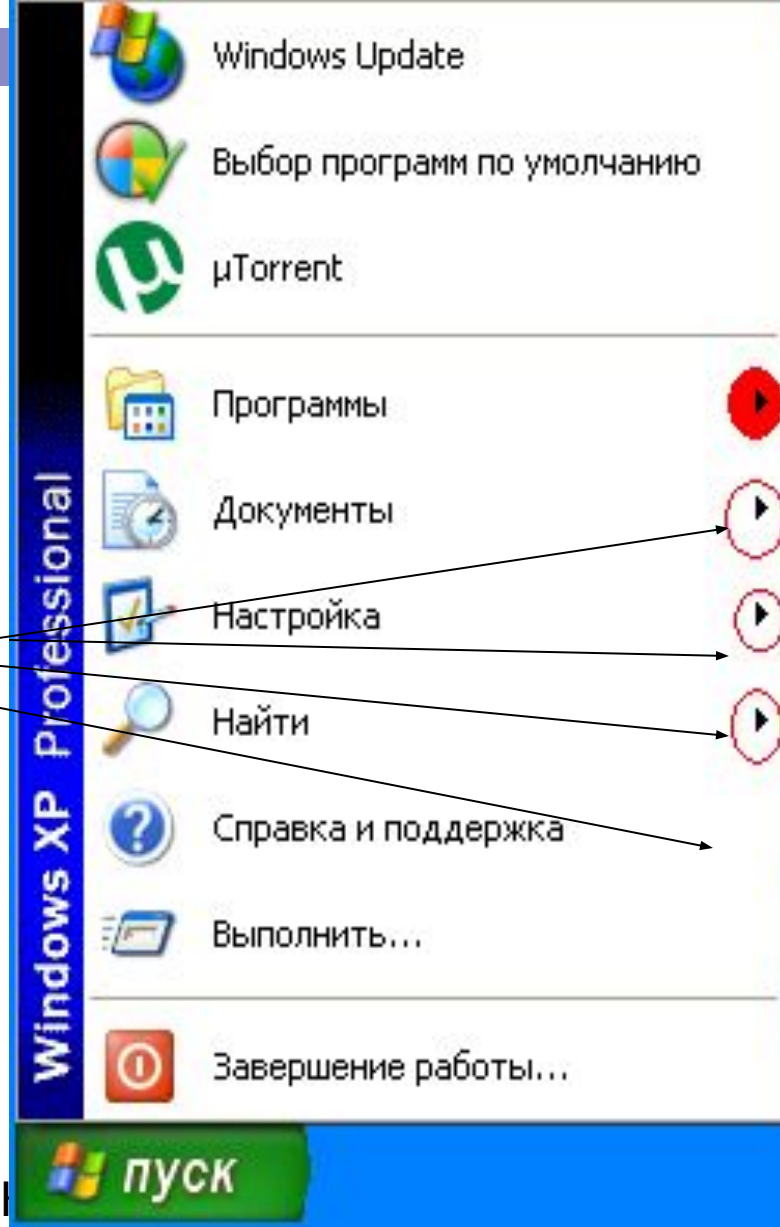 Windows Update
Выбор программ по умолчанию
µTorrent
Программы
Документы
Настройка
Найти
Справка и поддержка
Выполнить...
Завершение работы...
Windows XP Professional
пуск